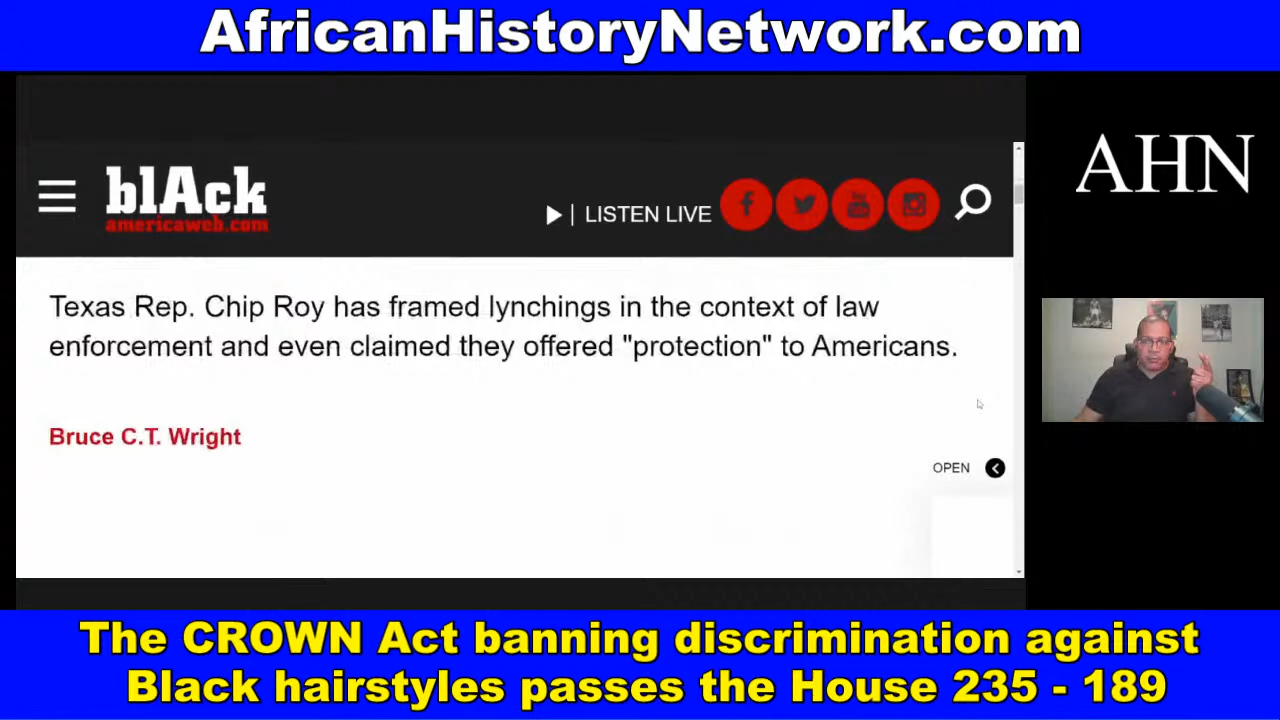 AfricanHistoryNetwork.com
AHN
blAck
americaweb.com
LISTEN LIVE
Texas Rep. Chip Roy has framed lynchings in the context of law
enforcement and even claimed they offered "protection" to Americans.
Bruce C.T. Wright
OPEN
The CROWN Act banning discrimination against
Black hairstyles passes the House 235 - 189